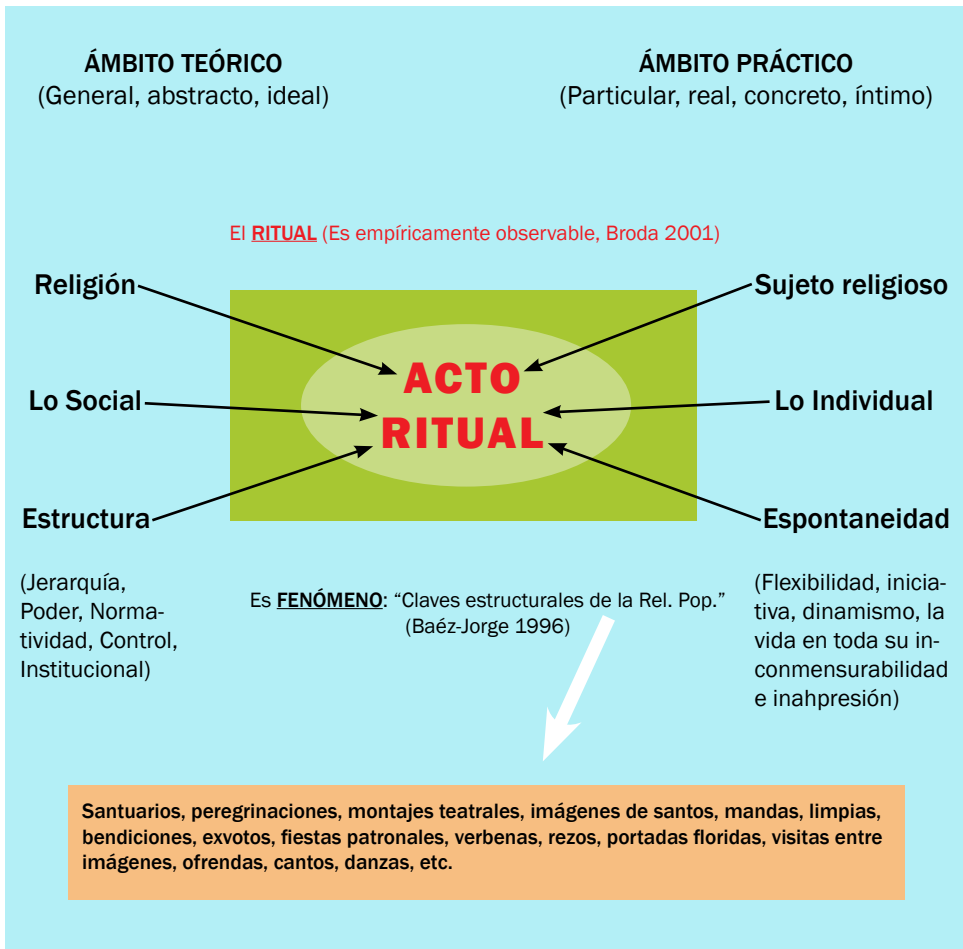 ÁMBITO TEÓRICO
(General, abstracto, ideal)
ÁMBITO PRÁCTICO
(Particular, real, concreto, íntimo)
El RITUAL (Es empíricamente observable, Broda 2001)
Religión
Sujeto religioso
ACTO
RITUAL
Lo Social
Lo Individual
Estructura
Espontaneidad
(Jerarquía,
Poder, Norma-
tividad, Control,
Institucional)
Es FENÓMENO: “Claves estructurales de la Rel. Pop.”
(Baéz-Jorge 1996)
(Flexibilidad, inicia-
tiva, dinamismo, la
vida en toda su in-
conmensurabilidad
e inahpresión)
Santuarios, peregrinaciones, montajes teatrales, imágenes de santos, mandas, limpias,
bendiciones, exvotos, fiestas patronales, verbenas, rezos, portadas floridas, visitas entre
imágenes, ofrendas, cantos, danzas, etc.